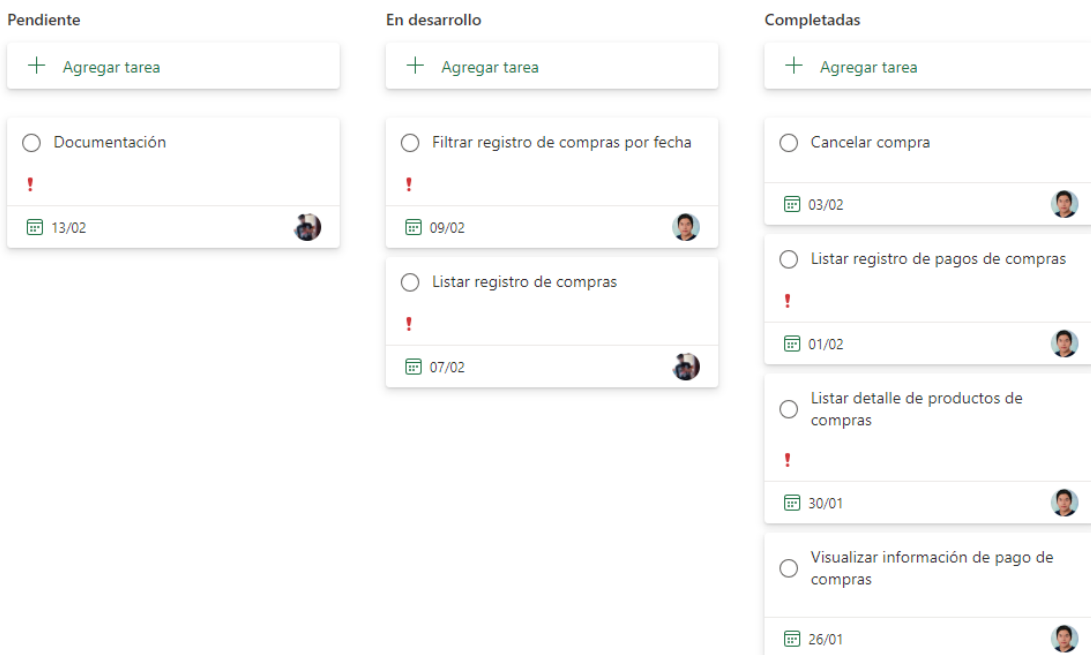 Pendiente
Agregar tarea
Documentación
13/02
En desarrollo
Agregar tarea
Filtrar registro de compras por fecha
09/02
Listar registro de compras
07/02
Completadas
Agregar tarea
Cancelar compra
03/02
Listar registro de pagos de compras
01/02
Listar detalle de productos de
compras
30/01
Visualizar información de pago de
compras
26/01